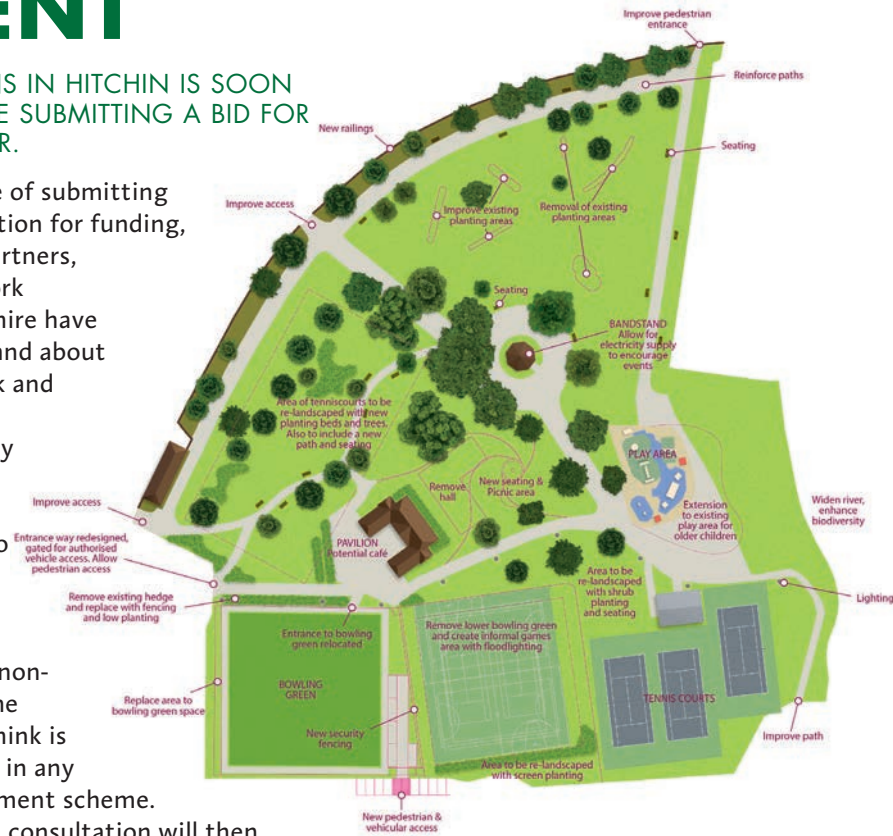 ENT
IS IN HITCHIN IS SOON
E SUBMITTING A BID FOR
R.
e of submitting
tion for funding,
rtners,
rk
hire have
and about
k and
y
o
non-
ne
hink is
in any
ment scheme.
consultation will then
Improve pedestrian
entrance
Reinforce paths
New railings
Seating
Improve access
Improve existing
planting areas
Removal of existing
planting areas
Seating
BANDSTAND
Allow for
electricity supply
to encourage
events
Area of tenniscourts to be
re-landscaped with new
planting beds and trees.
Also to include a new
path and seating
PLAY AREA
Remove
hall
New seating &
Picnic area
Extension
to existing
play area for
older children
Widen river,
enhance
biodiversity
Improve access
Entrance way redesigned,
gated for authorised
vehicle access. Allow
pedestrian access
PAVILION
Potential café
Area to be
re-landscaped
with shrub
planting
and seating
Lighting
Remove existing hedge
and replace with fencing
and low planting
Entrance to bowling
green relocated
Remove lower bowling green
and create informal games
area with floodlighting
BOWLING
GREEN
TENNIS COURTS
Replace area to
bowling green space
New security
fencing
Improve path
Area to be re-landscaped
with screen planting
New pedestrian &
vehicular access